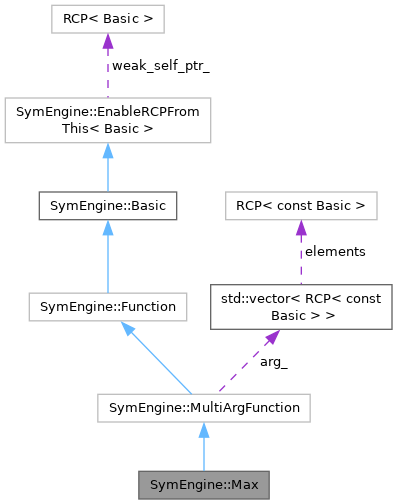 RCP< Basic >
weak_self_ptr_
SymEngine::EnableRCPFrom
This< Basic >
SymEngine::Basic
RCP< const Basic >
elements
SymEngine::Function
std::vector< RCP< const
Basic > >
arg_
SymEngine::MultiArgFunction
SymEngine::Max